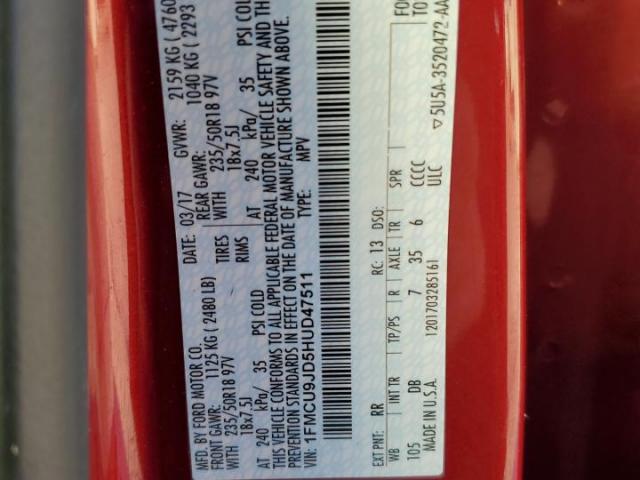 MFD. BY FORD MOTOR CO.
DATE: 03/17 GVWR: 2159 KG ( 4760
FRONT GAWR: 1125 KG ( 2480 LB) REAR GAWR: 1040 KG ( 2293
WITH 235/50R18 97V TIRES WITH 235/50R18 97V
18x7.5J RIMS 18x7.5J
AT 240 kPa/ 35 PSI COLD AT 240 kPa/ 35 PSI COLD
THIS VEHICLE CONFORMS TO ALL APPLICABLE FEDERAL MOTOR VEHICLE SAFETY AND
PREVENTION STANDARDS IN EFFECT ON THE DATE OF MANUFACTURE SHOWN ABOVE.
VIN: 1FMCU9JD5HUD47511 TYPE: MPV
EXT PNT: RR RC: 13 DSO:
WB INT TR TP/PS R AXLE TR SPR
105 DB 7 35 6 CCCC
MADE IN U.S.A. 1201703285161 ULC
FO
TO
▽5U5A-3520472-AA